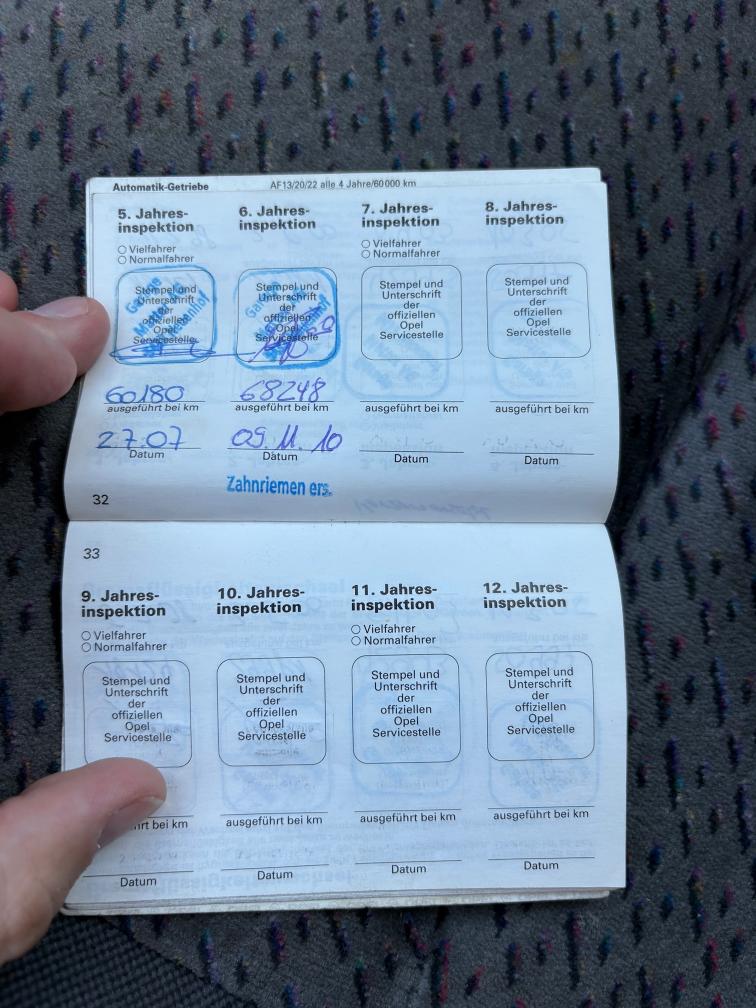 Automatik-Getriebe AF13/20/22 alle 4 Jahre/60 000 km
5. Jahres-
inspektion
Vielfahrer
Normalfahrer
Stempel und
Unterschrift
der
offiziellen
Opel
Servicestelle
60180
ausgeführt bei km
2.7.07
Datum
6. Jahres-
inspektion
Stempel und
Unterschrift
der
offiziellen
Opel
Servicestelle
68248
ausgeführt bei km
09.11.10
Datum
Zahnriemen ers.
7. Jahres-
inspektion
Vielfahrer
Normalfahrer
Stempel und
Unterschrift
der
offiziellen
Opel
Servicestelle
ausgeführt bei km
Datum
8. Jahres-
inspektion
Stempel und
Unterschrift
der
offiziellen
Opel
Servicestelle
ausgeführt bei km
Datum
32
33
9. Jahres-
inspektion
Vielfahrer
Normalfahrer
Stempel und
Unterschrift
der
offiziellen
Opel
Servicestelle
rt bei km
Datum
10. Jahres-
inspektion
Stempel und
Unterschrift
der
offiziellen
Opel
Servicestelle
ausgeführt bei km
Datum
11. Jahres-
inspektion
Vielfahrer
Normalfahrer
Stempel und
Unterschrift
der
offiziellen
Opel
Servicestelle
ausgeführt bei km
Datum
12. Jahres-
inspektion
Stempel und
Unterschrift
der
offiziellen
Opel
Servicestelle
ausgeführt bei km
Datum